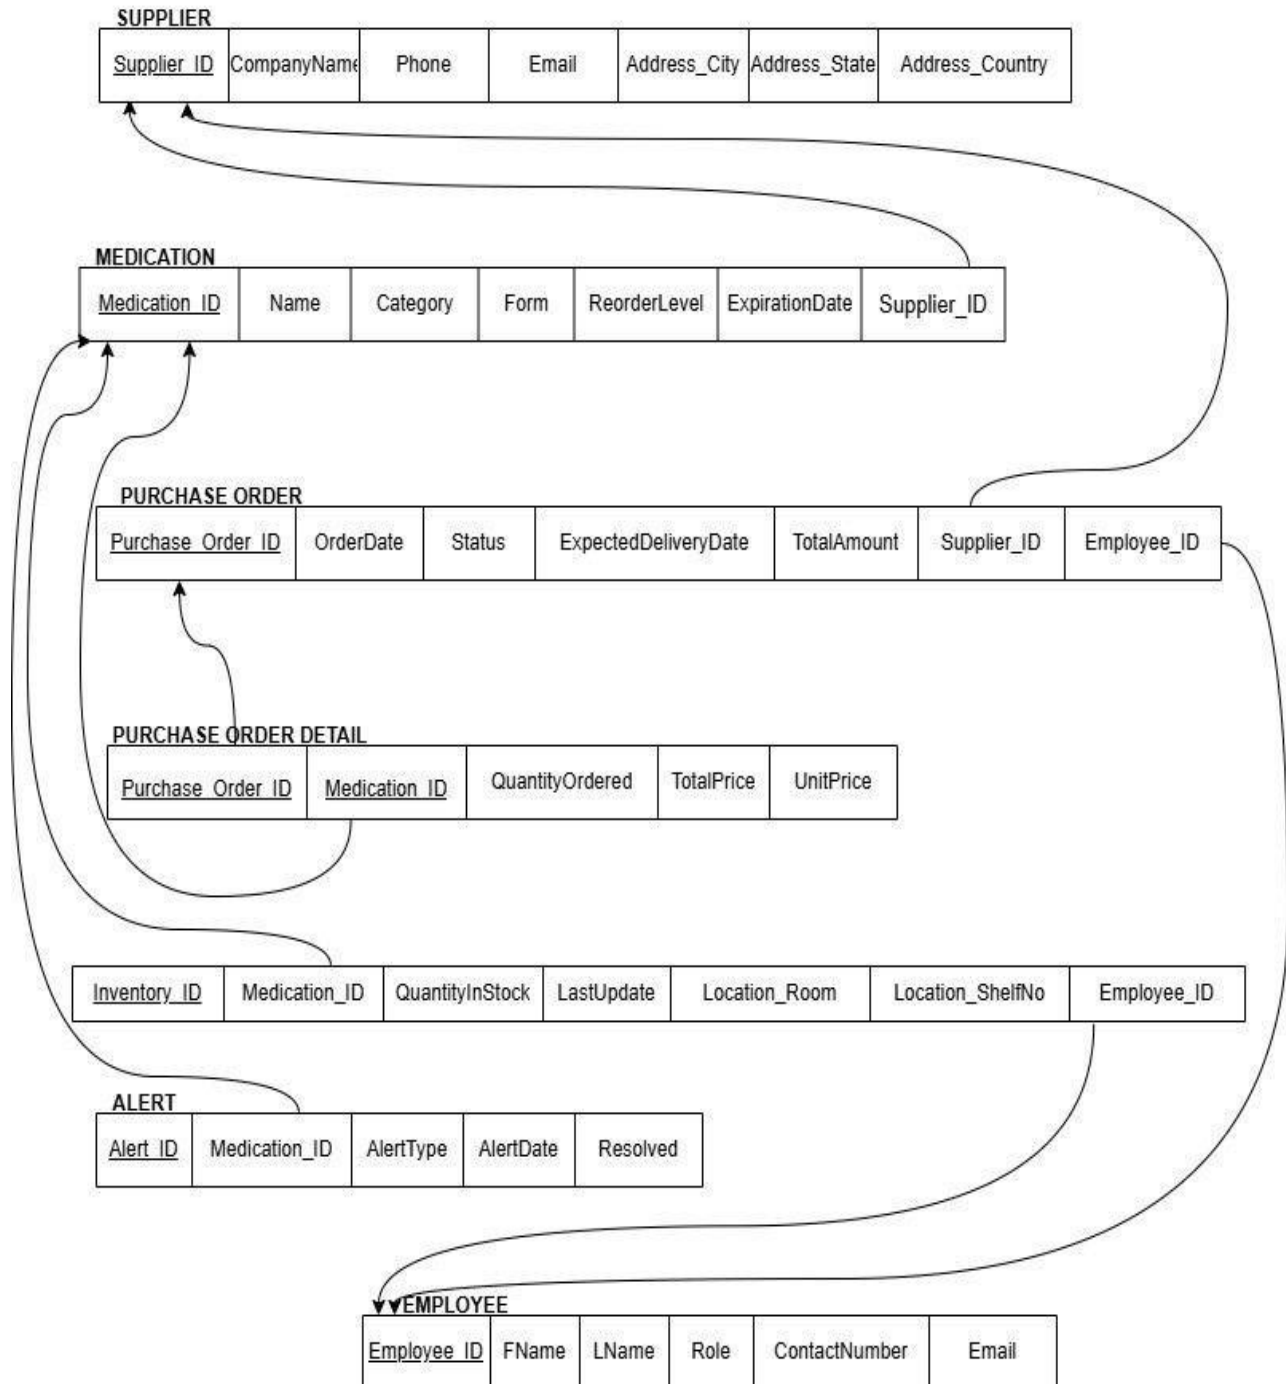 SUPPLIER
Supplier_ID CompanyName Phone Email Address_City Address_State Address_Country
MEDICATION
Medication_ID Name Category Form ReorderLevel ExpirationDate Supplier_ID
PURCHASE ORDER
Purchase_Order_ID OrderDate Status ExpectedDeliveryDate TotalAmount Supplier_ID Employee_ID
PURCHASE ORDER DETAIL
Purchase_Order_ID Medication_ID QuantityOrdered TotalPrice UnitPrice
Inventory_ID Medication_ID QuantityInStock LastUpdate Location_Room Location_ShelfNo Employee_ID
ALERT
Alert_ID Medication_ID AlertType AlertDate Resolved
EMPLOYEE
Employee_ID FName LName Role ContactNumber Email